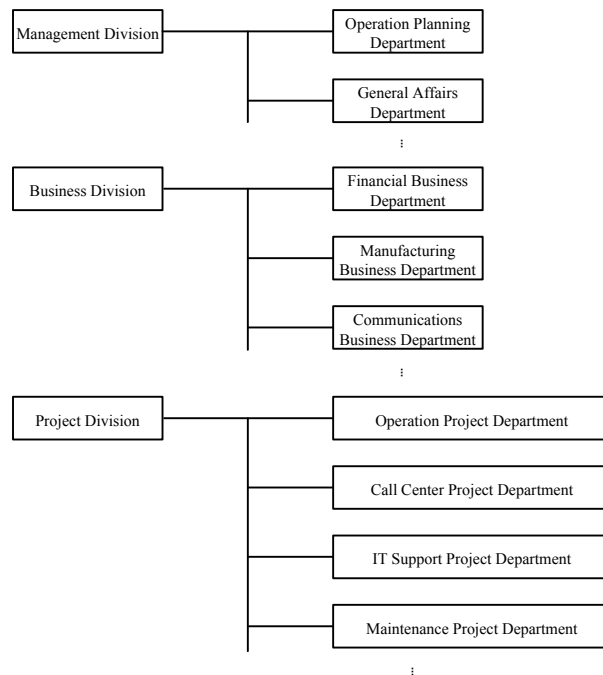 Management Division
Operation Planning
Department
General Affairs
Department
⋮
Business Division
Financial Business
Department
Manufacturing
Business Department
Communications
Business Department
⋮
Project Division
Operation Project Department
Call Center Project Department
IT Support Project Department
Maintenance Project Department
⋮